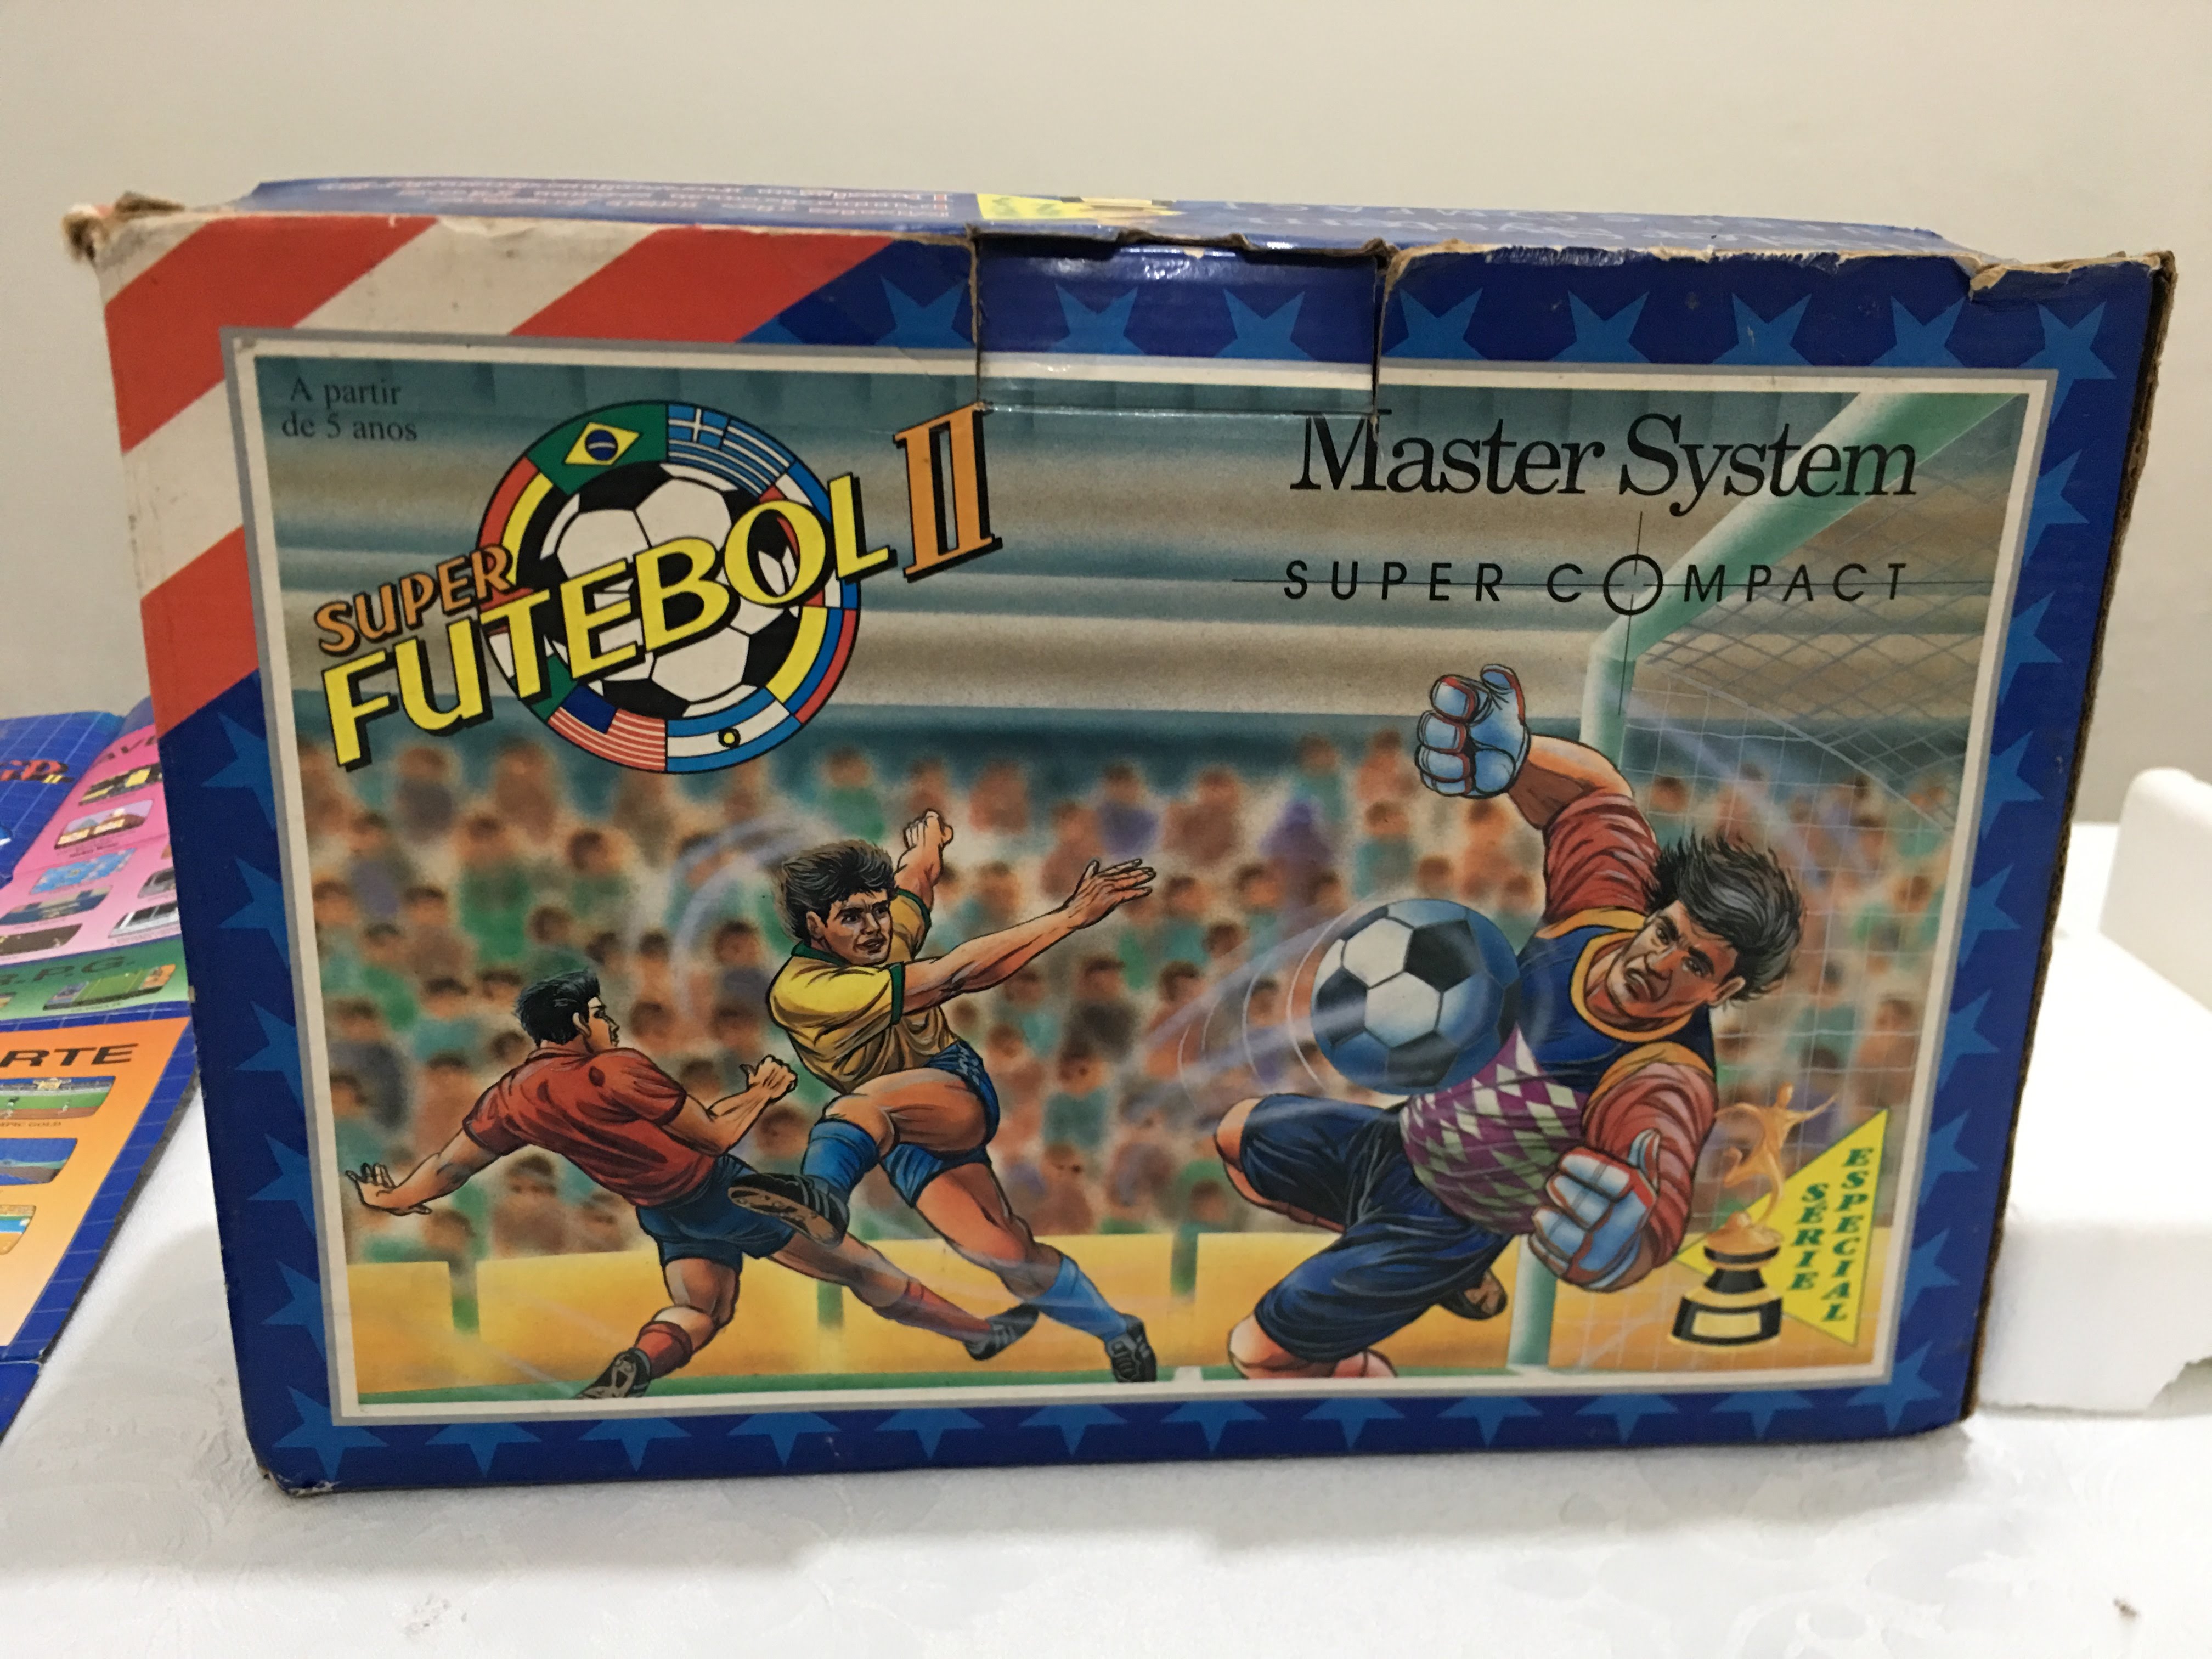 A partir
de 5 anos
SUPER
FUTEBOL II
Master System
SUPER COMPACT
SÉRIE
ESPECIAL
R.P.G.
RTE